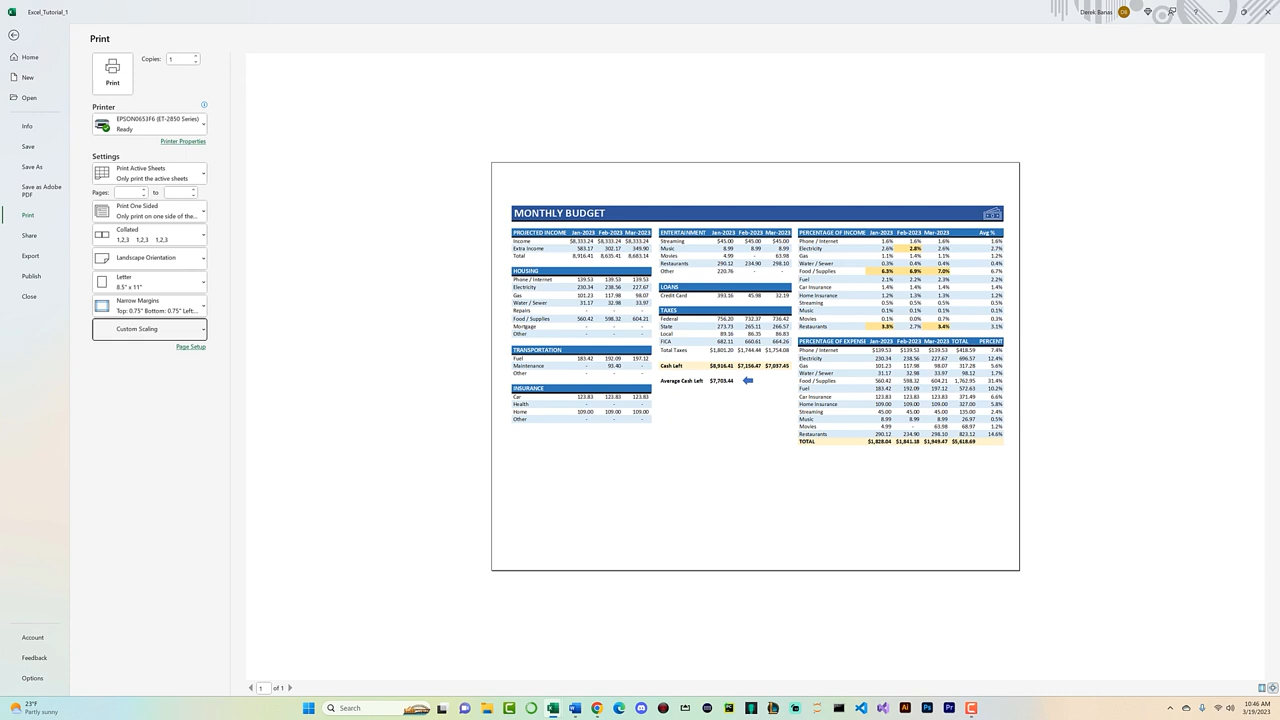 Excel_Tutorial_1
Derek Banas
DB
Print
Home
New
Open
Info
Save
Save As
Save as Adobe
PDF
Print
Share
Export
Publish
Close
Account
Feedback
Options
Print
Copies: 1
Printer
EPSON0653F6 (ET-2850 Series)
Ready
Printer Properties
Settings
Print Active Sheets
Only print the active sheets
Pages: to
Print One Sided
Only print on one side of the...
Collated
1,2,3 1,2,3 1,2,3
Landscape Orientation
Letter
8.5" x 11"
Narrow Margins
Top: 0.75" Bottom: 0.75" Left:...
Custom Scaling
Page Setup
MONTHLY BUDGET
PROJECTED INCOME Jan-2023 Feb-2023 Mar-2023
Income $8,333.24 $8,333.24 $8,333.24
Extra Income 583.17 302.17 349.90
Total 8,916.41 8,635.41 8,683.14
HOUSING
Phone / Internet 139.53 139.53 139.53
Electricity 230.34 238.56 227.67
Gas 101.23 117.98 98.07
Water / Sewer 31.17 32.98 33.97
Repairs - - -
Food / Supplies 560.42 598.32 604.21
Mortgage - - -
Other - - -
TRANSPORTATION
Fuel 183.42 192.09 197.12
Maintenance - 93.40 -
Other - - -
INSURANCE
Car 123.83 123.83 123.83
Health - - -
Home 109.00 109.00 109.00
Other - - -
ENTERTAINMENT Jan-2023 Feb-2023 Mar-2023
Streaming $45.00 $45.00 $45.00
Music 8.99 8.99 8.99
Movies 4.99 - 63.98
Restaurants 290.12 234.90 298.10
Other 220.76 - -
LOANS
Credit Card 393.16 45.98 32.19
TAXES
Federal 756.20 732.37 736.42
State 273.73 265.11 266.57
Local 89.16 86.35 86.83
FICA 682.11 660.61 664.26
Total Taxes $1,801.20 $1,744.44 $1,754.08
Cash Left $8,916.41 $7,156.47 $7,037.45
Average Cash Left $7,703.44
PERCENTAGE OF INCOME Jan-2023 Feb-2023 Mar-2023 Avg %
Phone / Internet 1.6% 1.6% 1.6% 1.6%
Electricity 2.6% 2.8% 2.6% 2.7%
Gas 1.1% 1.4% 1.1% 1.2%
Water / Sewer 0.3% 0.4% 0.4% 0.4%
Food / Supplies 6.3% 6.9% 7.0% 6.7%
Fuel 2.1% 2.2% 2.3% 2.2%
Car Insurance 1.4% 1.4% 1.4% 1.4%
Home Insurance 1.2% 1.3% 1.3% 1.2%
Streaming 0.5% 0.5% 0.5% 0.5%
Music 0.1% 0.1% 0.1% 0.1%
Movies 0.1% 0.0% 0.7% 0.3%
Restaurants 3.3% 2.7% 3.4% 3.1%
PERCENTAGE OF EXPENSE Jan-2023 Feb-2023 Mar-2023 TOTAL PERCENT
Phone / Internet $139.53 $139.53 $139.53 $418.59 7.4%
Electricity 230.34 238.56 227.67 696.57 12.4%
Gas 101.23 117.98 98.07 317.28 5.6%
Water / Sewer 31.17 32.98 33.97 98.12 1.7%
Food / Supplies 560.42 598.32 604.21 1,762.95 31.4%
Fuel 183.42 192.09 197.12 572.63 10.2%
Car Insurance 123.83 123.83 123.83 371.49 6.6%
Home Insurance 109.00 109.00 109.00 327.00 5.8%
Streaming 45.00 45.00 45.00 135.00 2.4%
Music 8.99 8.99 8.99 26.97 0.5%
Movies 4.99 - 63.98 68.97 1.2%
Restaurants 290.12 234.90 298.10 823.12 14.6%
TOTAL $1,828.04 $1,841.18 $1,949.47 $5,618.69
1 of 1
23°F
Partly sunny
Search
10:46 AM
3/19/2023